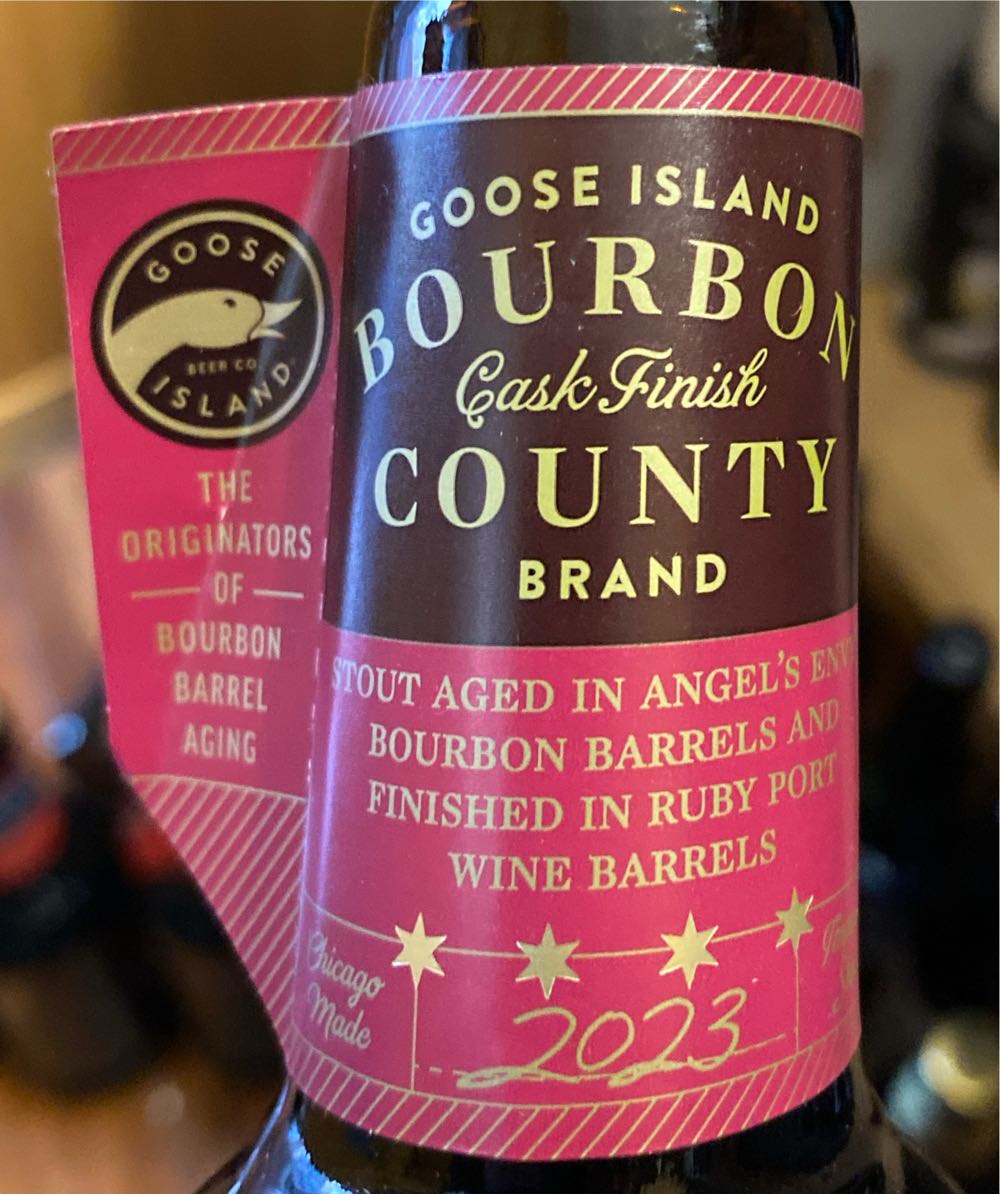 GOOSE
BEER CO
ISLAND
THE
ORIGINATORS
OF
BOURBON
BARREL
AGING
GOOSE ISLAND
BOURBON
Cask Finish
COUNTY
BRAND
STOUT AGED IN ANGEL'S
BOURBON BARRELS AND
FINISHED IN RUBY PORT
WINE BARRELS
Chicago
Made
2023